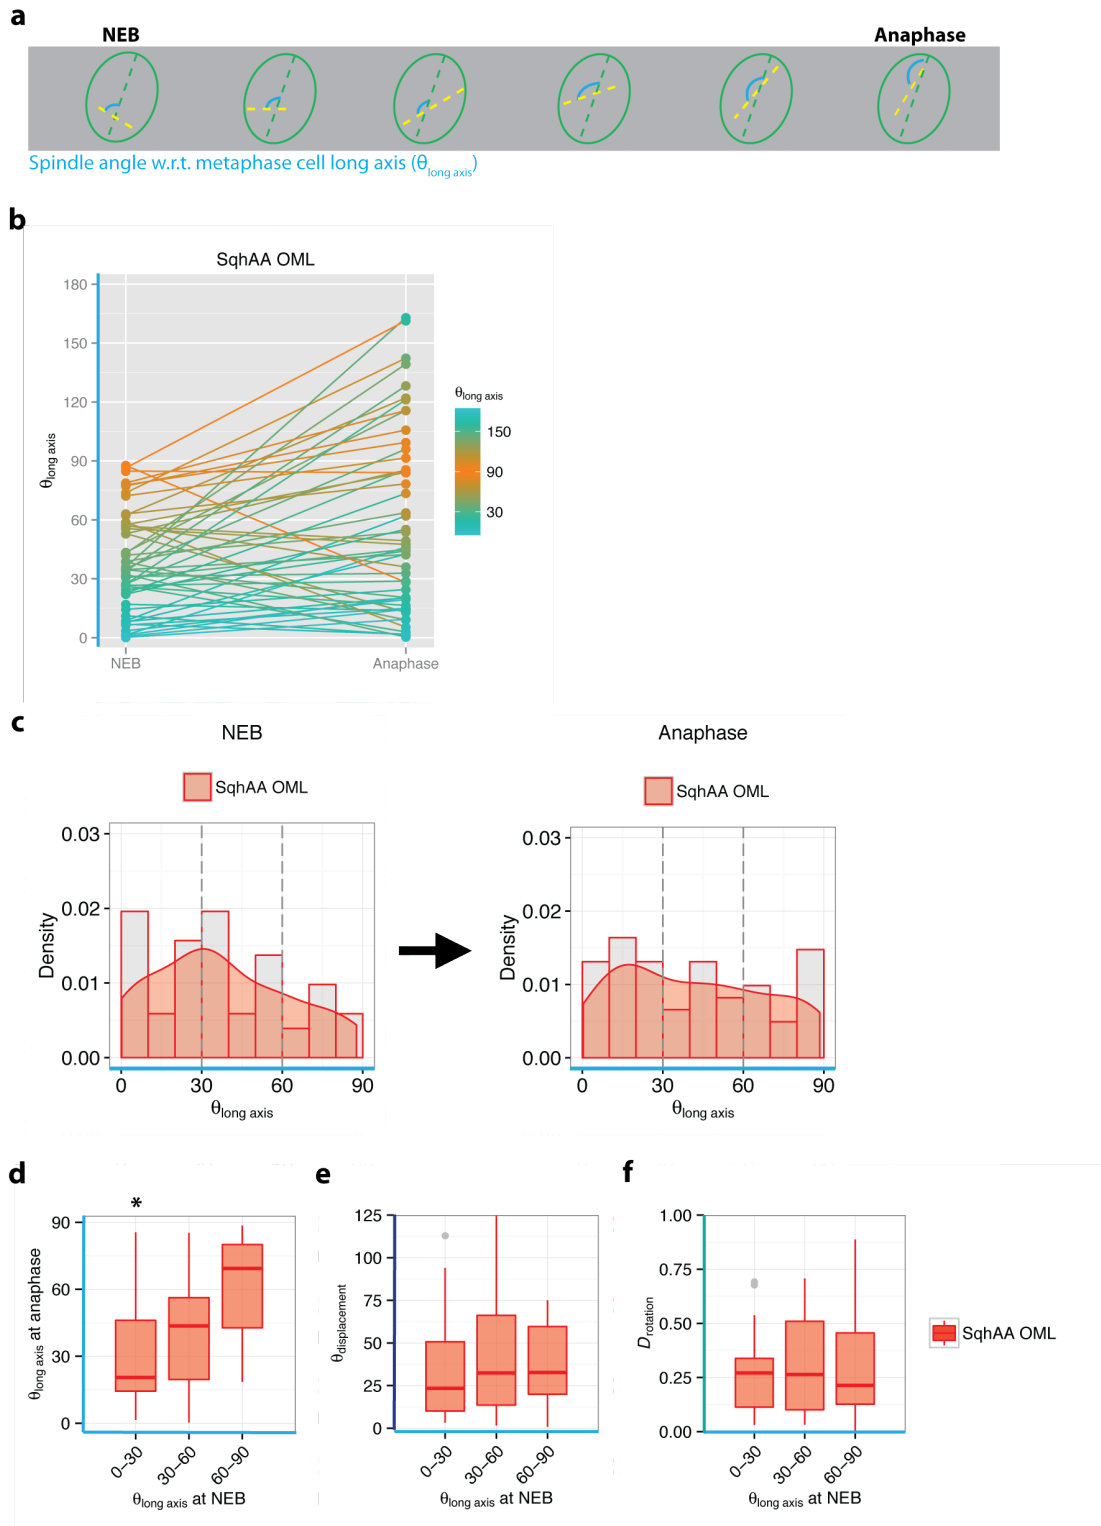 a
NEB Anaphase
Spindle angle w.r.t. metaphase cell long axis (θlong axis)
b
SqhAA OML
180
150
120
90
60
30
0
θlong axis
NEB Anaphase
θlong axis
150
90
30
c
NEB
SqhAA OML
0.03
0.02
0.01
0.00
Density
0 30 60 90
θlong axis
Anaphase
SqhAA OML
0.03
0.02
0.01
0.00
Density
0 30 60 90
θlong axis
d
*
90
60
30
0
θlong axis at anaphase
0–30 30–60 60–90
θlong axis at NEB
e
125
100
75
50
25
0
θdisplacement
0–30 30–60 60–90
θlong axis at NEB
f
1.00
0.75
0.50
0.25
0.00
Drotation
0–30 30–60 60–90
θlong axis at NEB
SqhAA OML